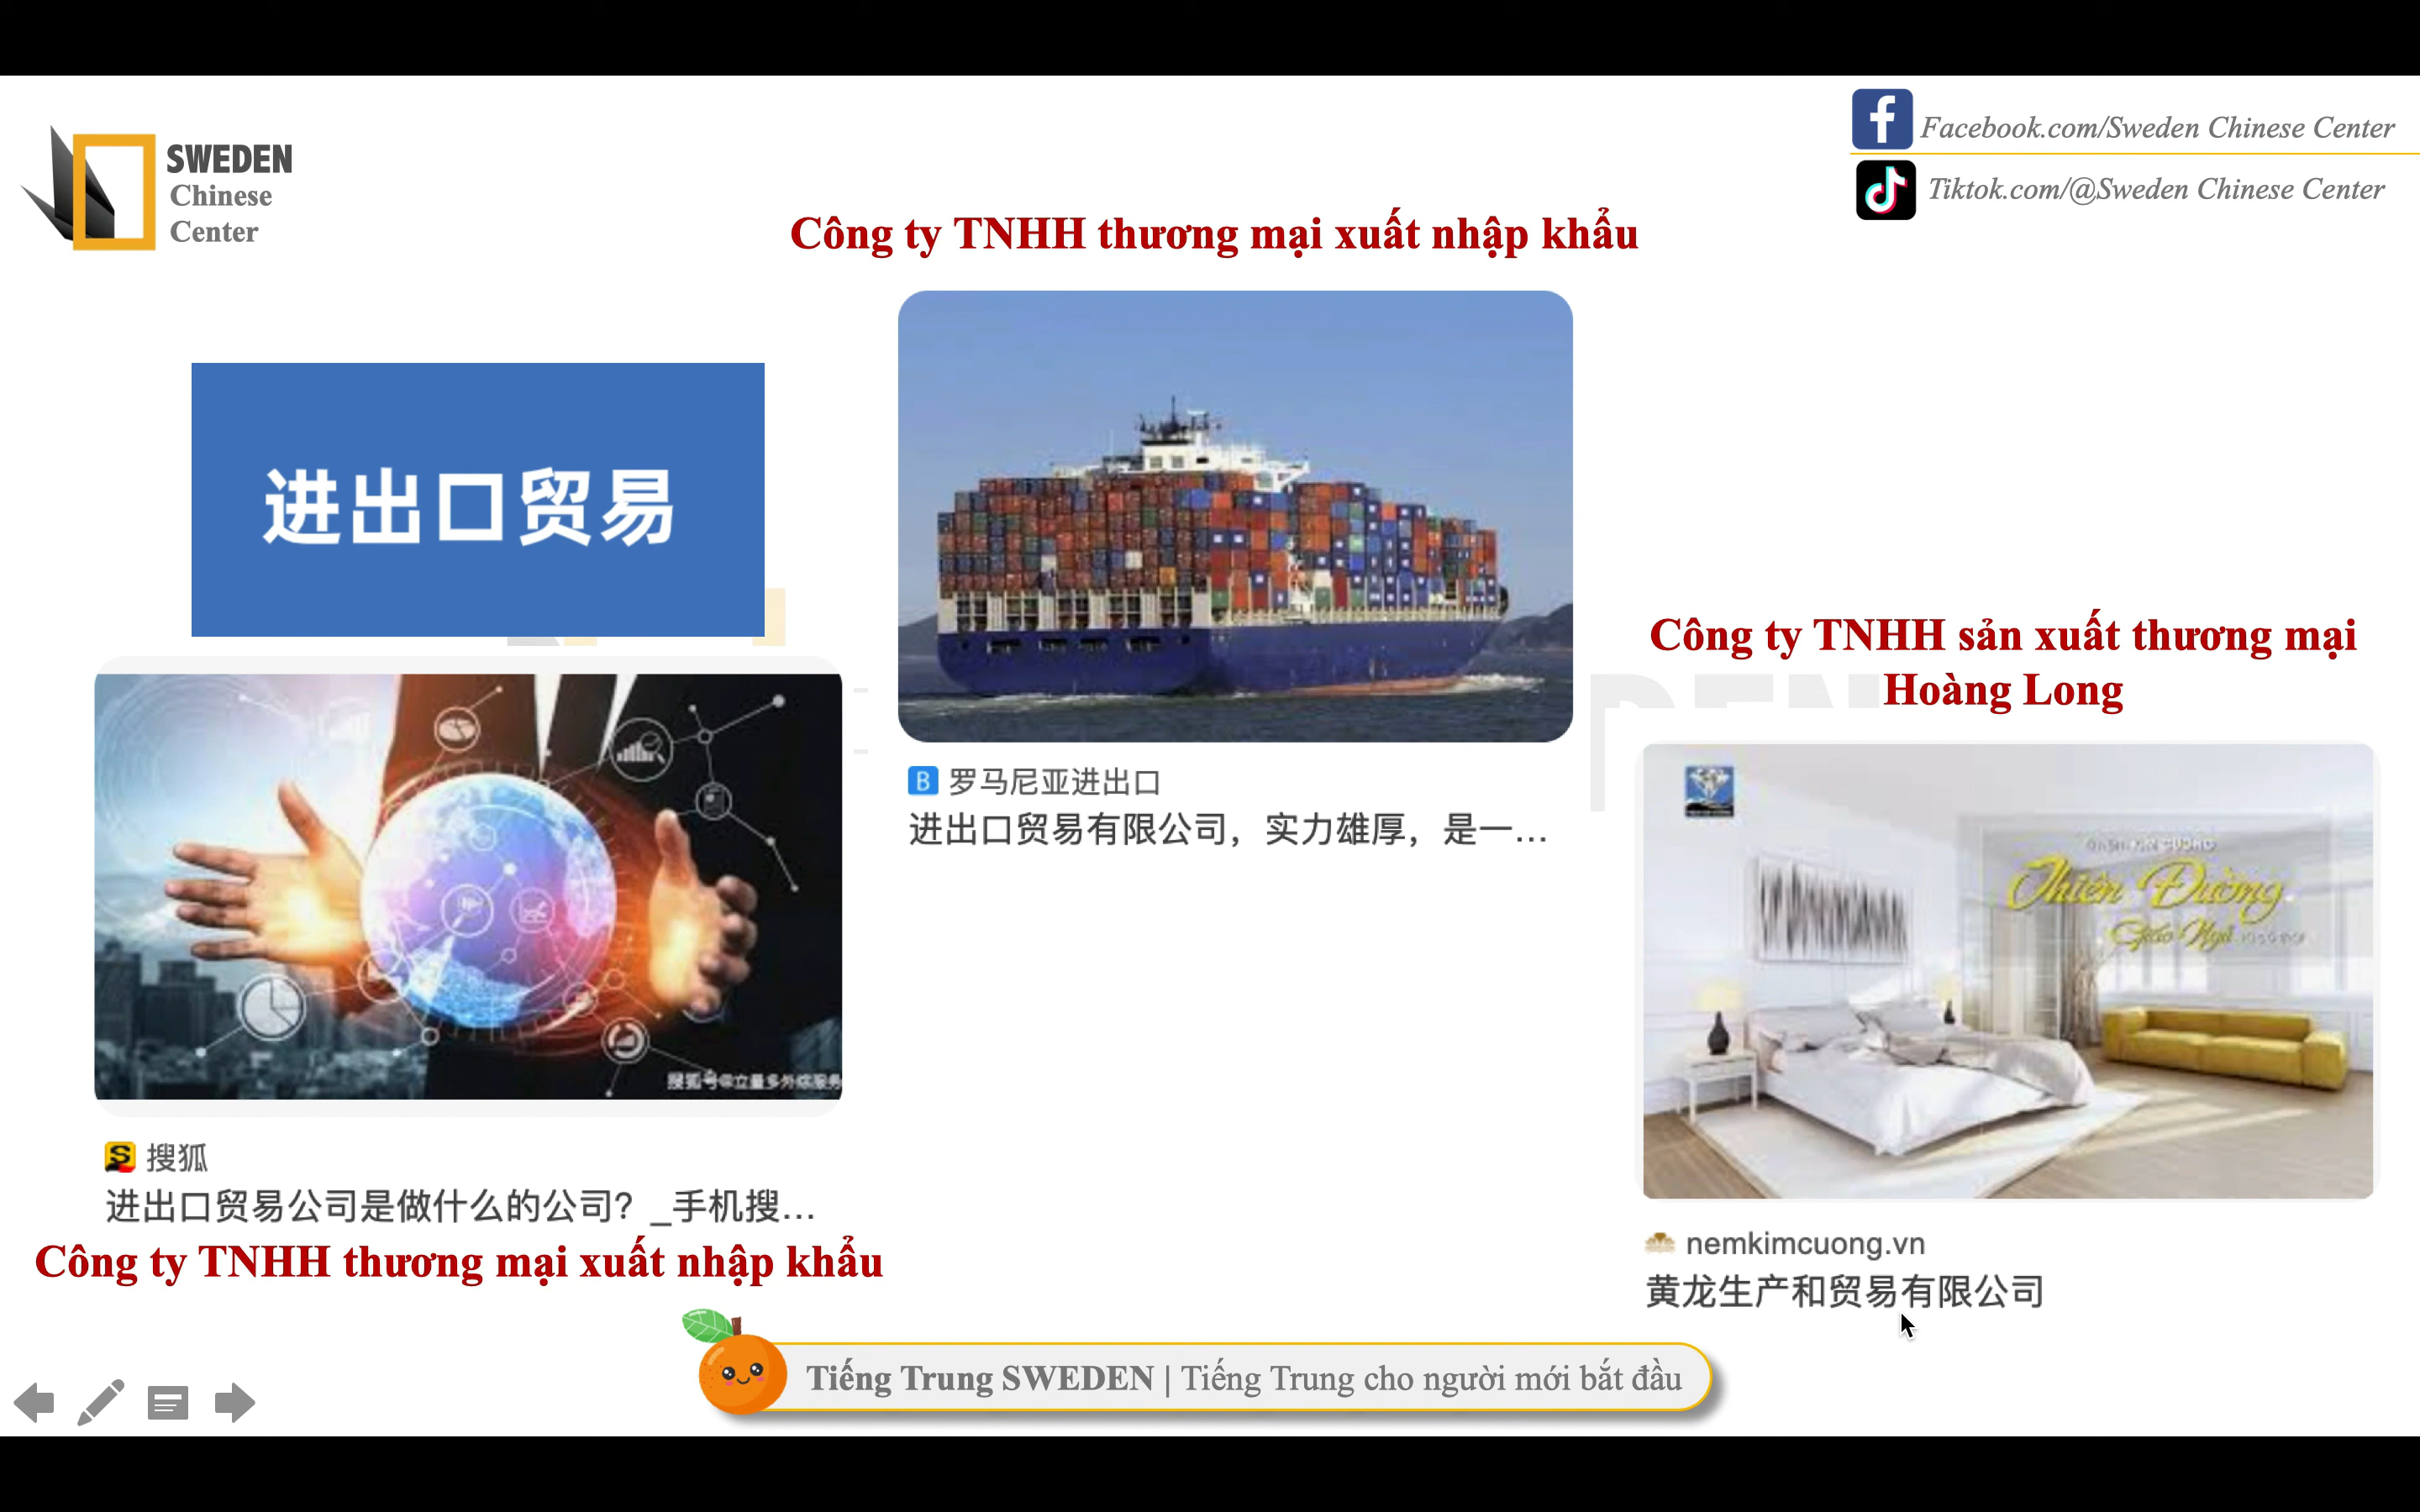 SWEDEN
Chinese
Center
Facebook.com/Sweden Chinese Center
Tiktok.com/@Sweden Chinese Center
Công ty TNHH thương mại xuất nhập khẩu
进出口贸易
B 罗马尼亚进出口
进出口贸易有限公司，实力雄厚，是一...
搜狐
进出口贸易公司是做什么的公司？_手机搜...
Công ty TNHH thương mại xuất nhập khẩu
Công ty TNHH sản xuất thương mại
Hoàng Long
Thiên Đường
Giấc Ngủ
nemkimcuong.vn
黄龙生产和贸易有限公司
Tiếng Trung SWEDEN | Tiếng Trung cho người mới bắt đầu